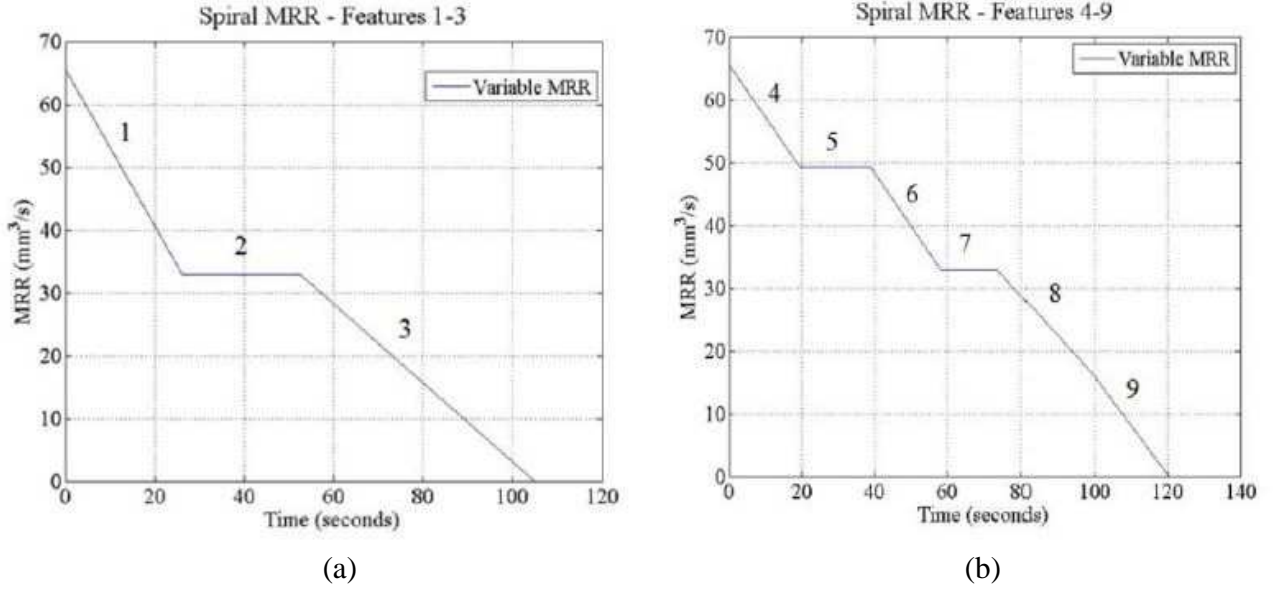 Spiral MRR - Features 1-3
70
60
50
40
30
20
10
0
MRR (mm³/s)
Variable MRR
1
2
3
0 20 40 60 80 100 120
Time (seconds)
(a)
Spiral MRR - Features 4-9
70
60
50
40
30
20
10
0
MRR (mm³/s)
Variable MRR
4
5
6
7
8
9
0 20 40 60 80 100 120 140
Time (seconds)
(b)